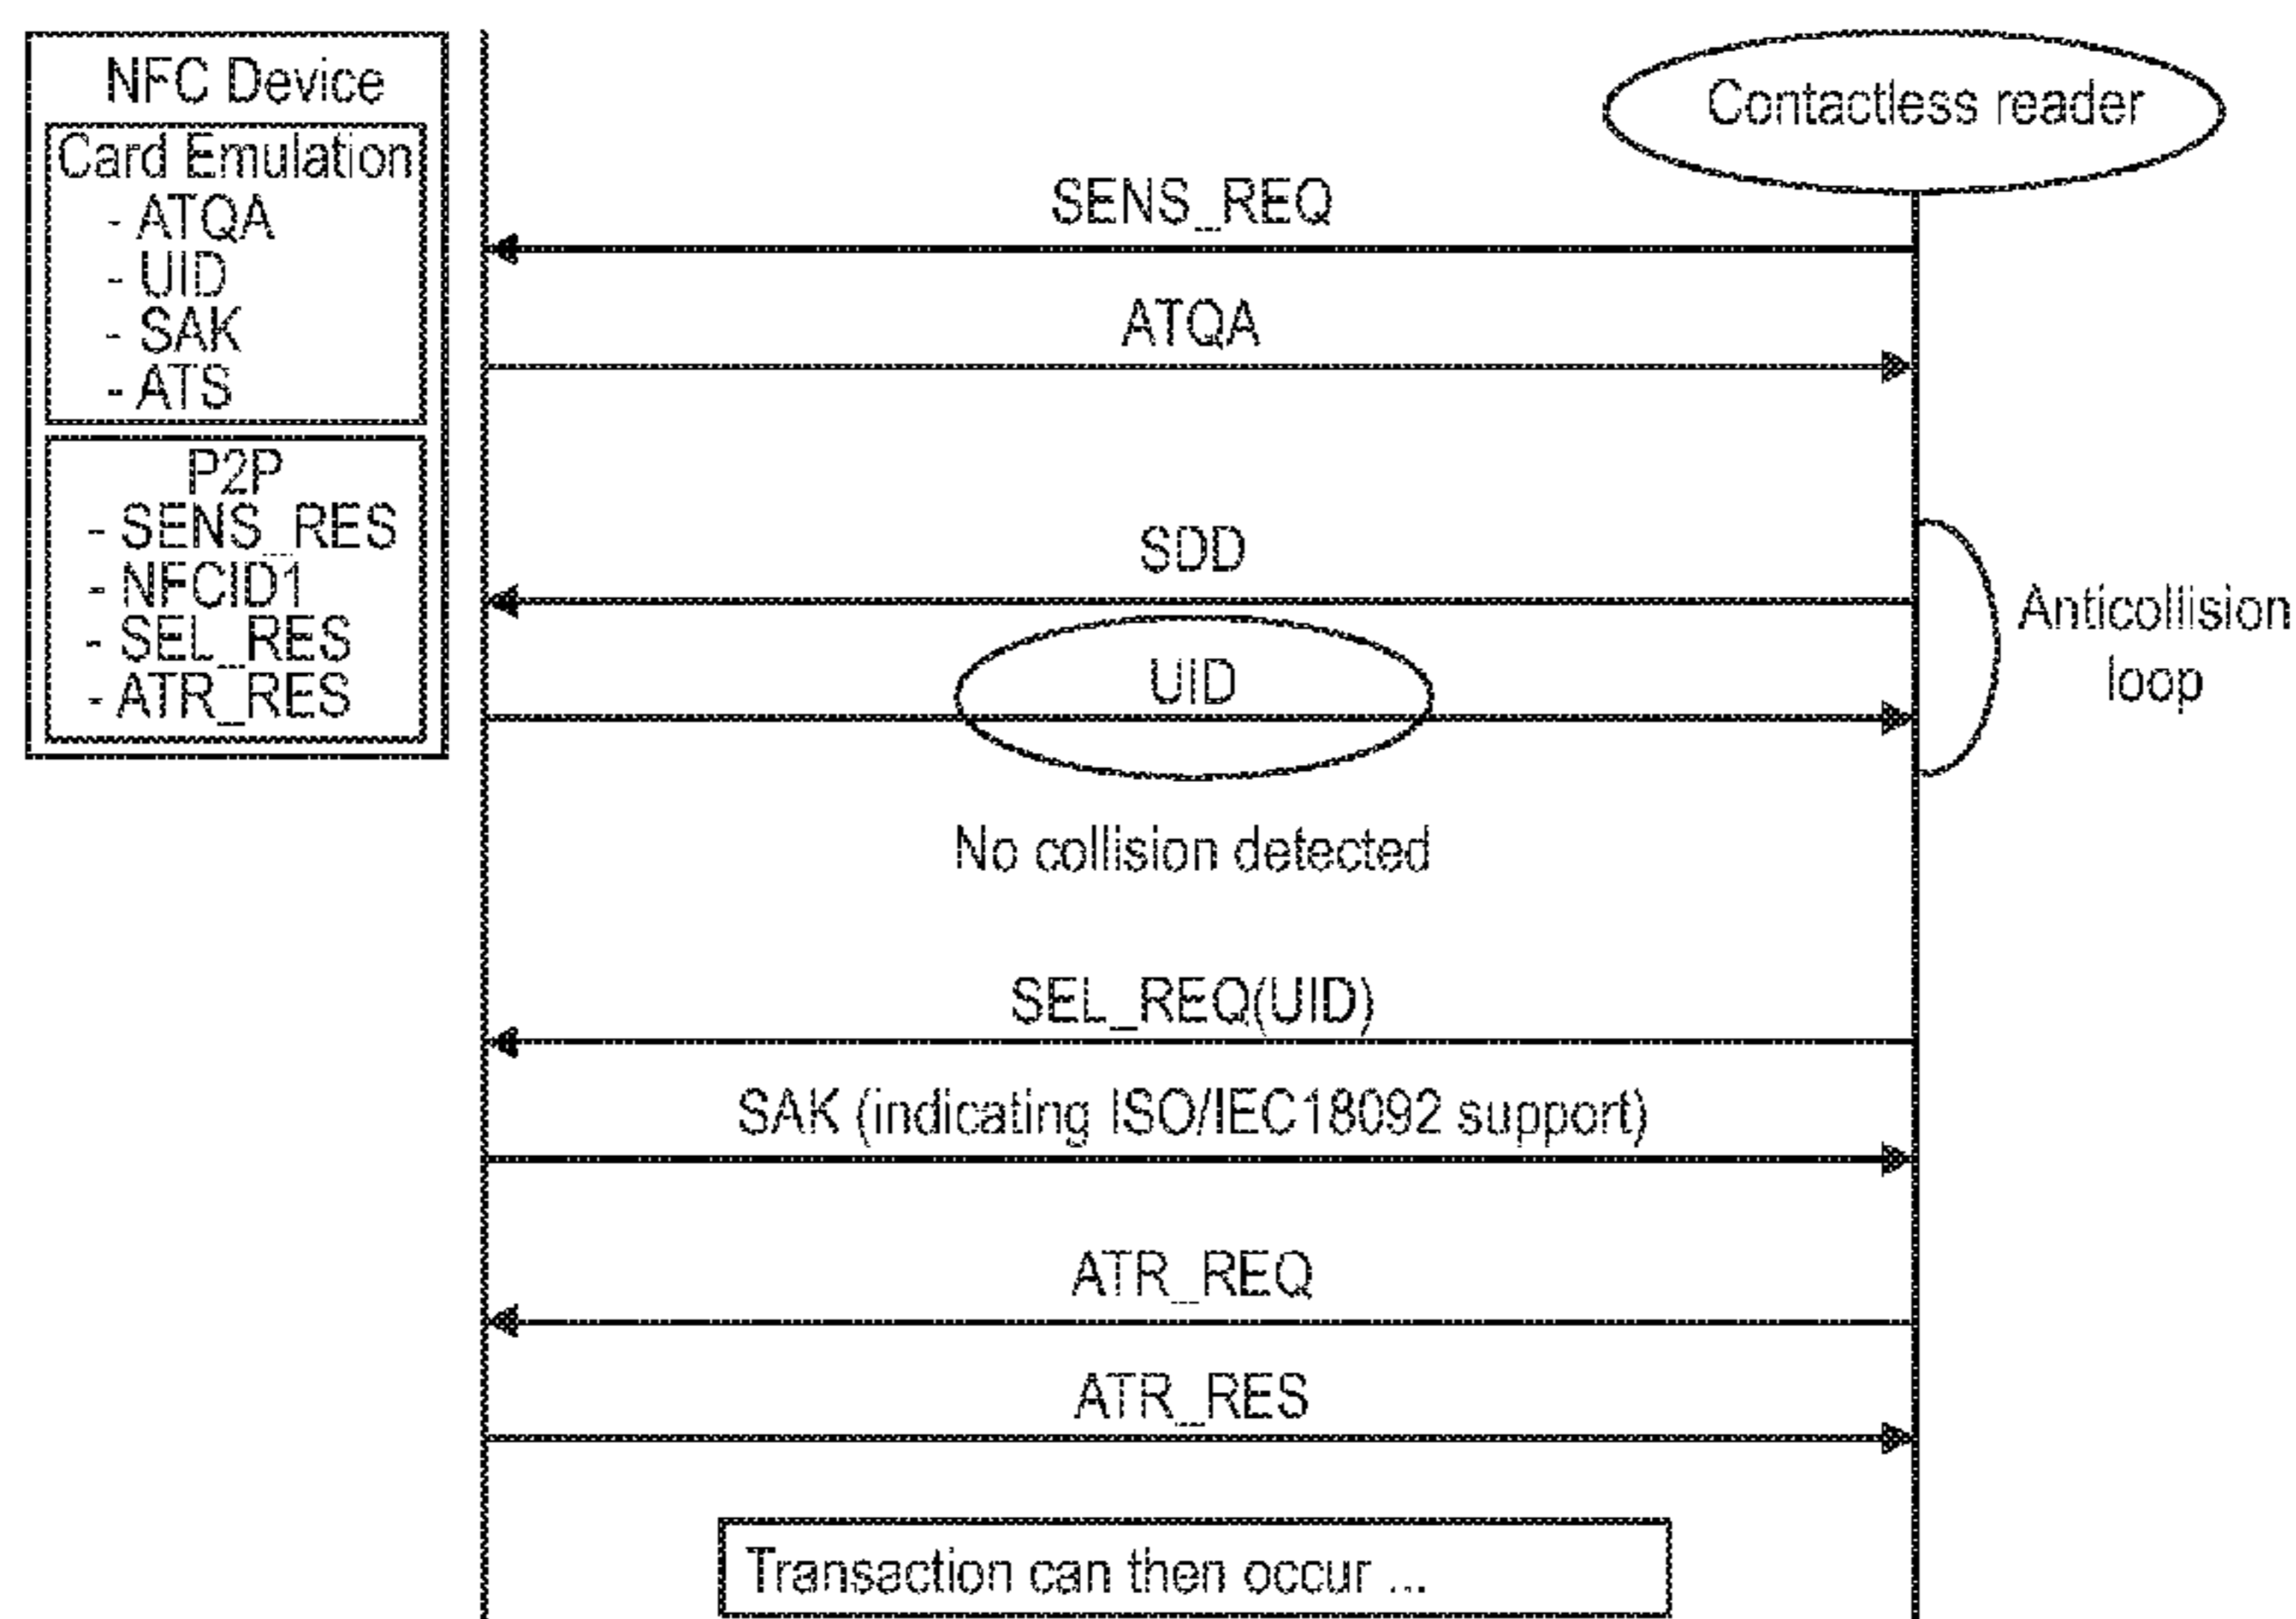 NFC Device
Card Emulation
- ATQA
- UID
- SAK
- ATS
P2P
- SENS_RES
- NFCID1
- SEL_RES
- ATR_RES
Contactless reader
SENS_REQ
ATQA
SDD
UID
Anticollision
loop
No collision detected
SEL_REQ(UID)
SAK (indicating ISO/IEC18092 support)
ATR_REQ
ATR_RES
Transaction can then occur ...